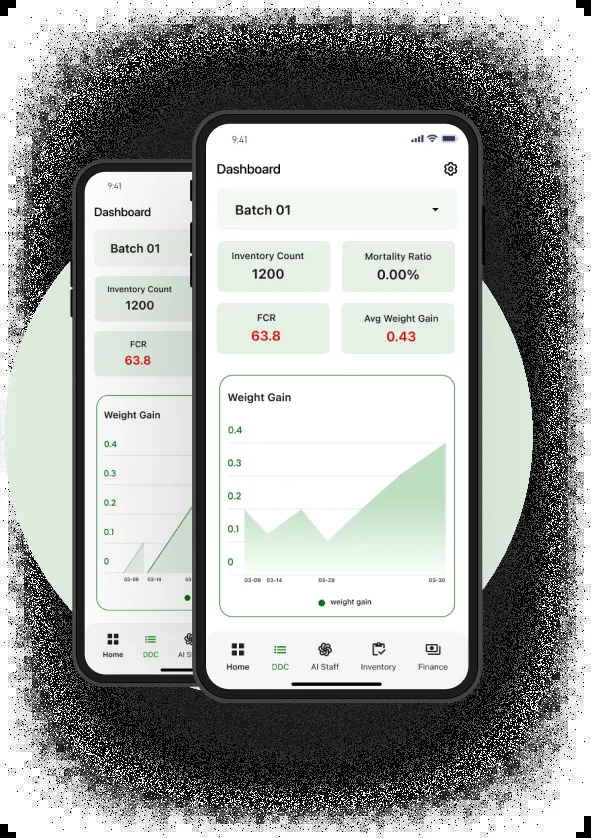 9:41
Dashboard
Batch 01
Inventory Count
1200
FCR
63.8
Weight Gain
0.4
0.3
0.2
0.1
0
03-09 03-14 03
Home DDC AI S
9:41
Dashboard
Batch 01
Inventory Count Mortality Ratio
1200 0.00%
FCR Avg Weight Gain
63.8 0.43
Weight Gain
0.4
0.3
0.2
0.1
0
03-09 03-14 03-28 03-30
weight gain
Home DDC AI Staff Inventory Finance